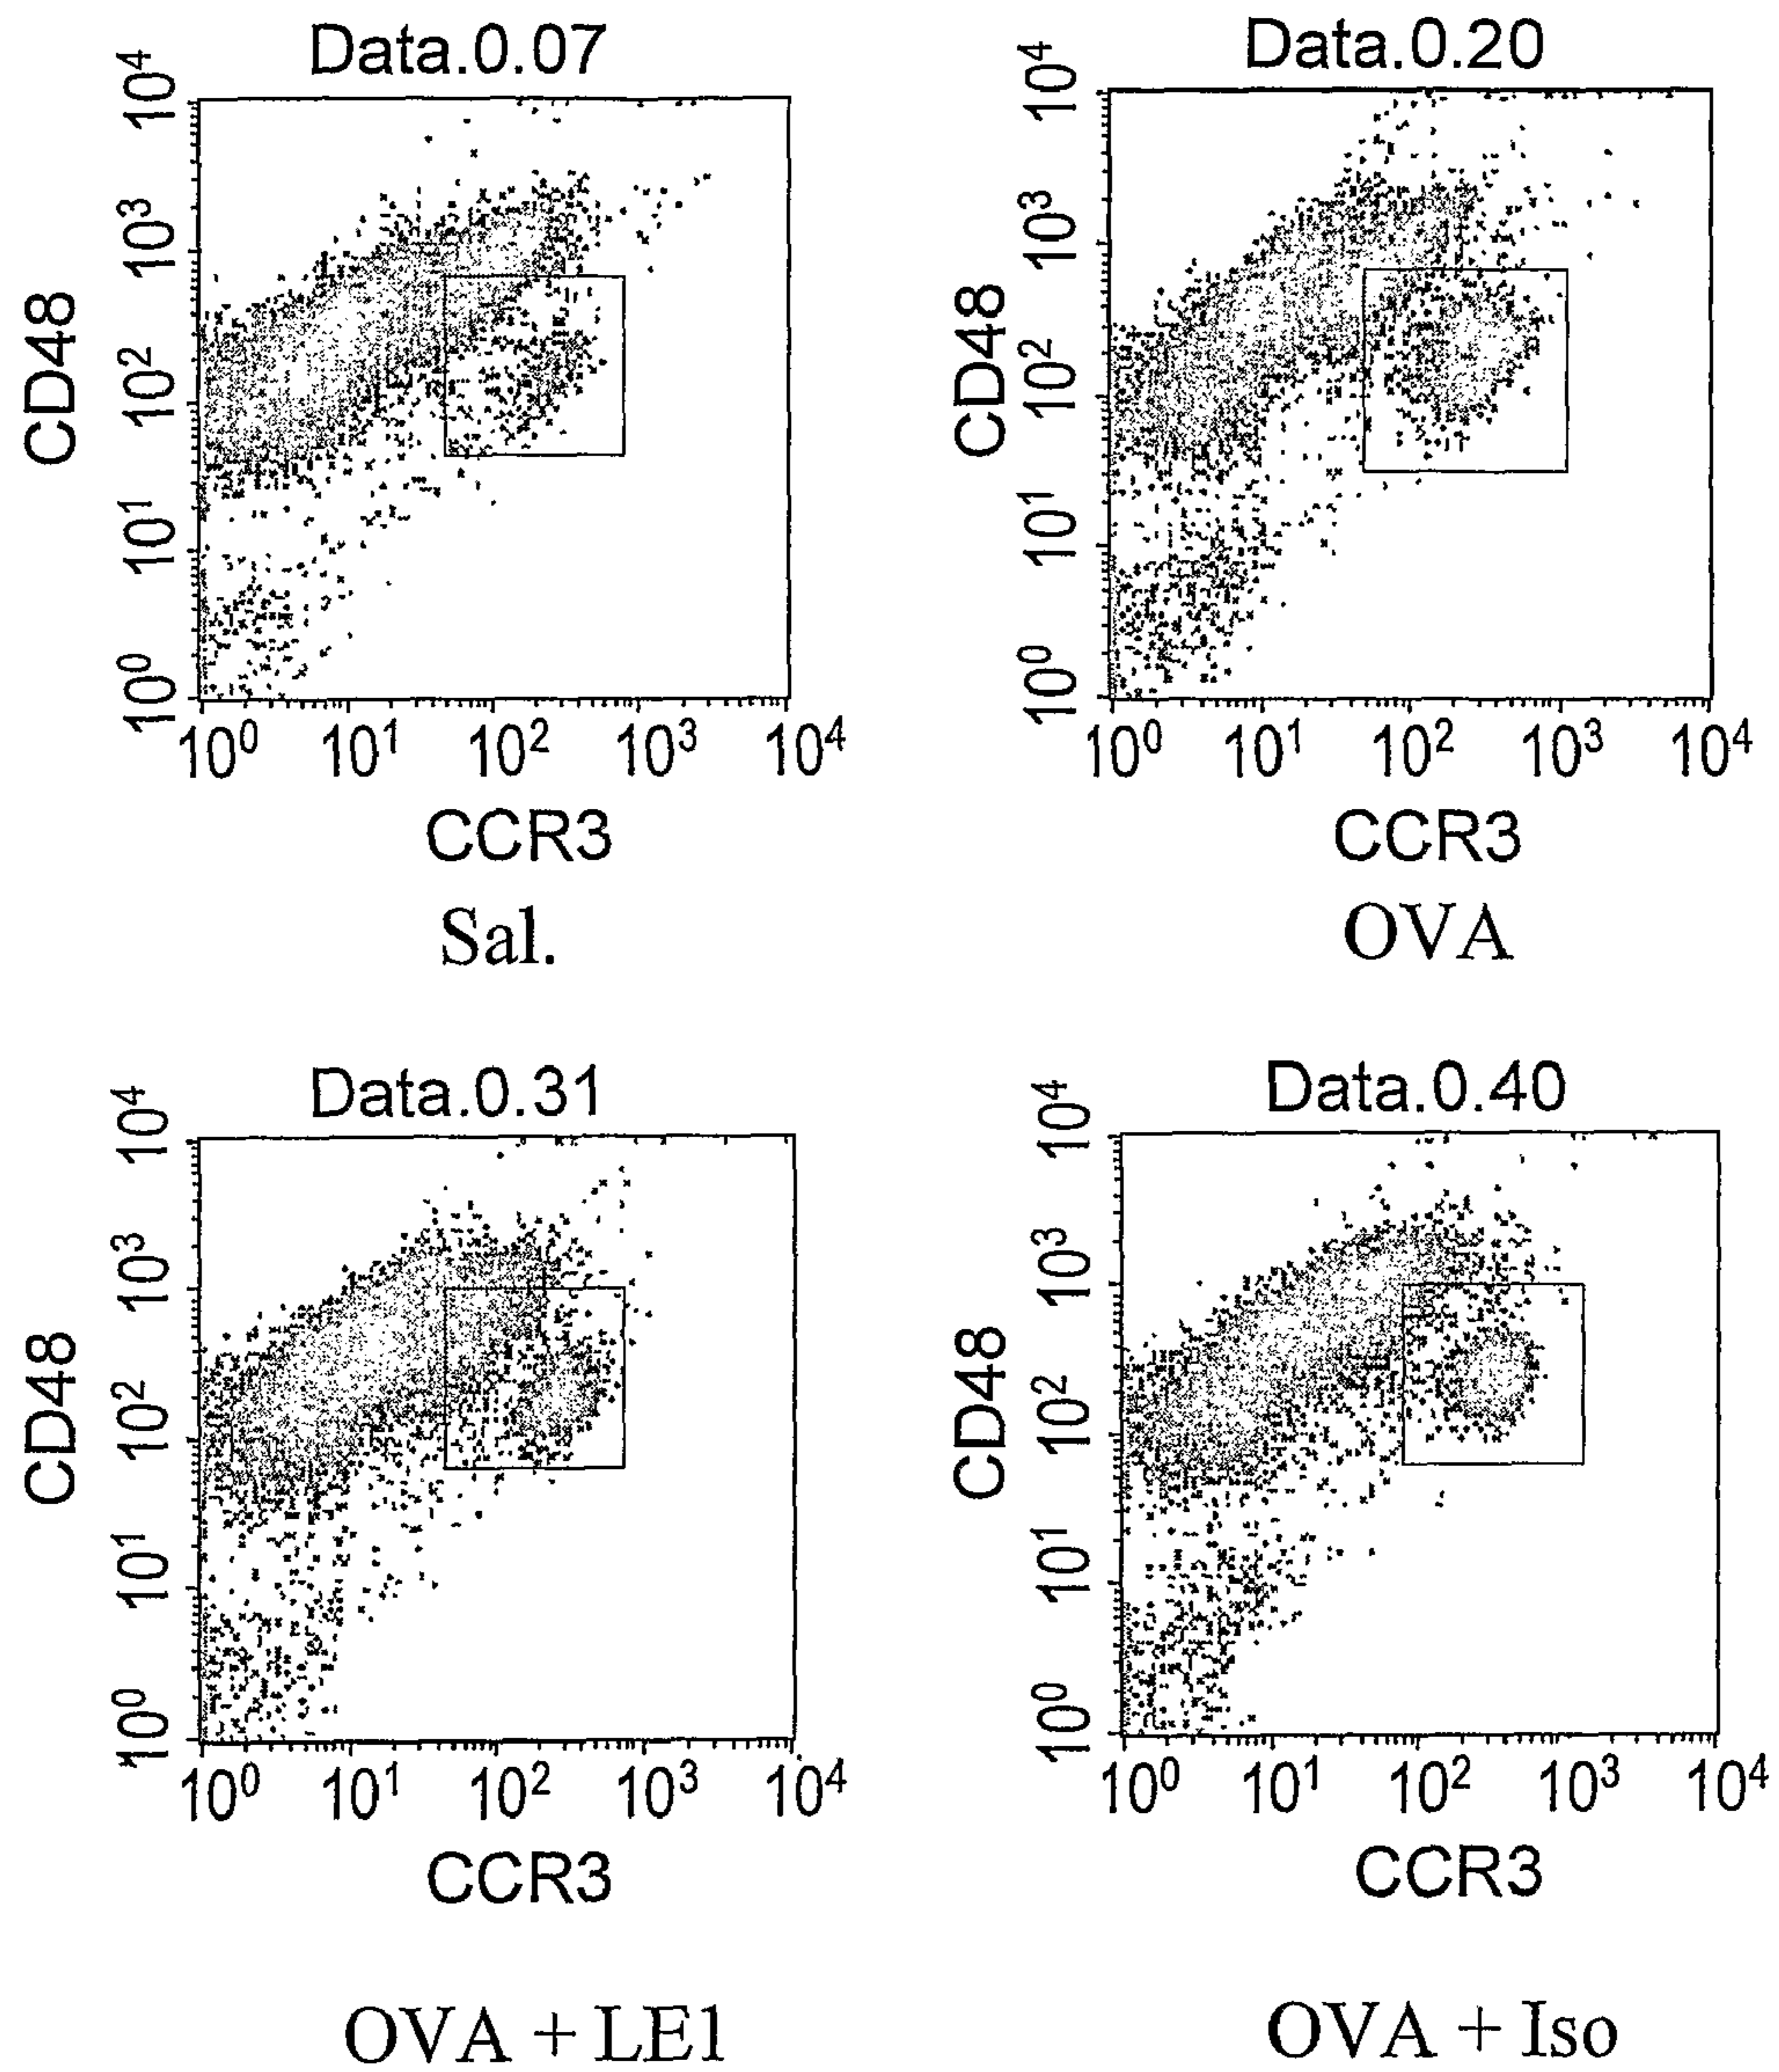 Data.0.07
CD48
10⁴
10³
10²
10¹
10⁰
10⁰ 10¹ 10² 10³ 10⁴
CCR3
Sal.
Data.0.20
CD48
10⁴
10³
10²
10¹
10⁰
10⁰ 10¹ 10² 10³ 10⁴
CCR3
OVA
Data.0.31
CD48
10⁴
10³
10²
10¹
10⁰
10⁰ 10¹ 10² 10³ 10⁴
CCR3
OVA + LE1
Data.0.40
CD48
10⁴
10³
10²
10¹
10⁰
10⁰ 10¹ 10² 10³ 10⁴
CCR3
OVA + Iso